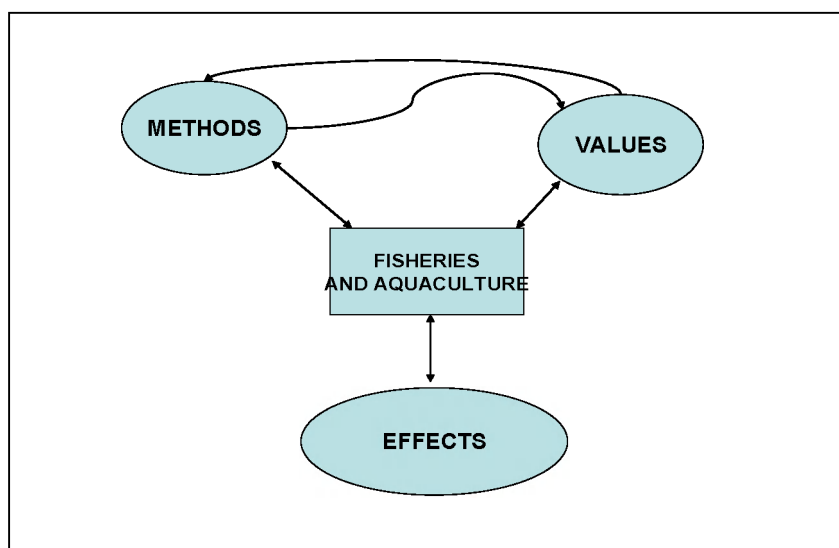 METHODS
VALUES
FISHERIES
AND AQUACULTURE
EFFECTS